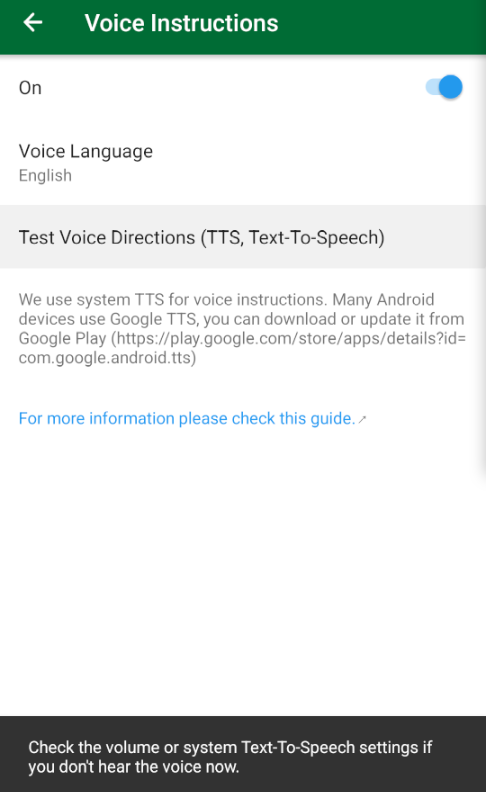 Voice Instructions
On
Voice Language
English
Test Voice Directions (TTS, Text-To-Speech)
We use system TTS for voice instructions. Many Android
devices use Google TTS, you can download or update it from
Google Play (https://play.google.com/store/apps/details?id=
com.google.android.tts)
For more information please check this guide.
Check the volume or system Text-To-Speech settings if
you don't hear the voice now.